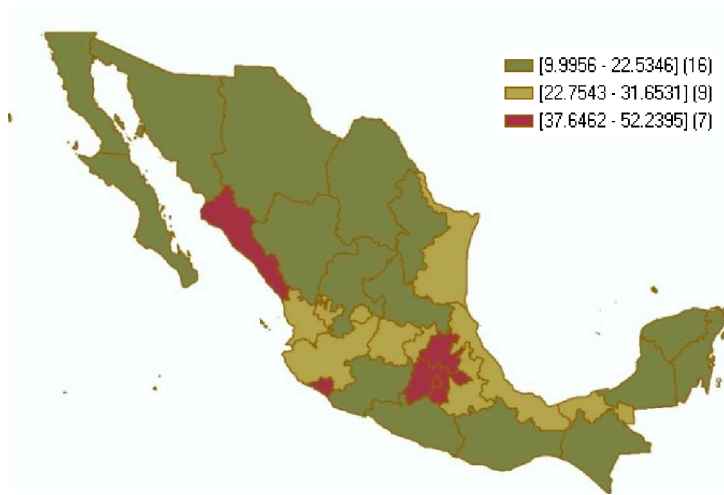 [9.9956 - 22.5346] (16)
[22.7543 - 31.6531] (9)
[37.6462 - 52.2395] (7)